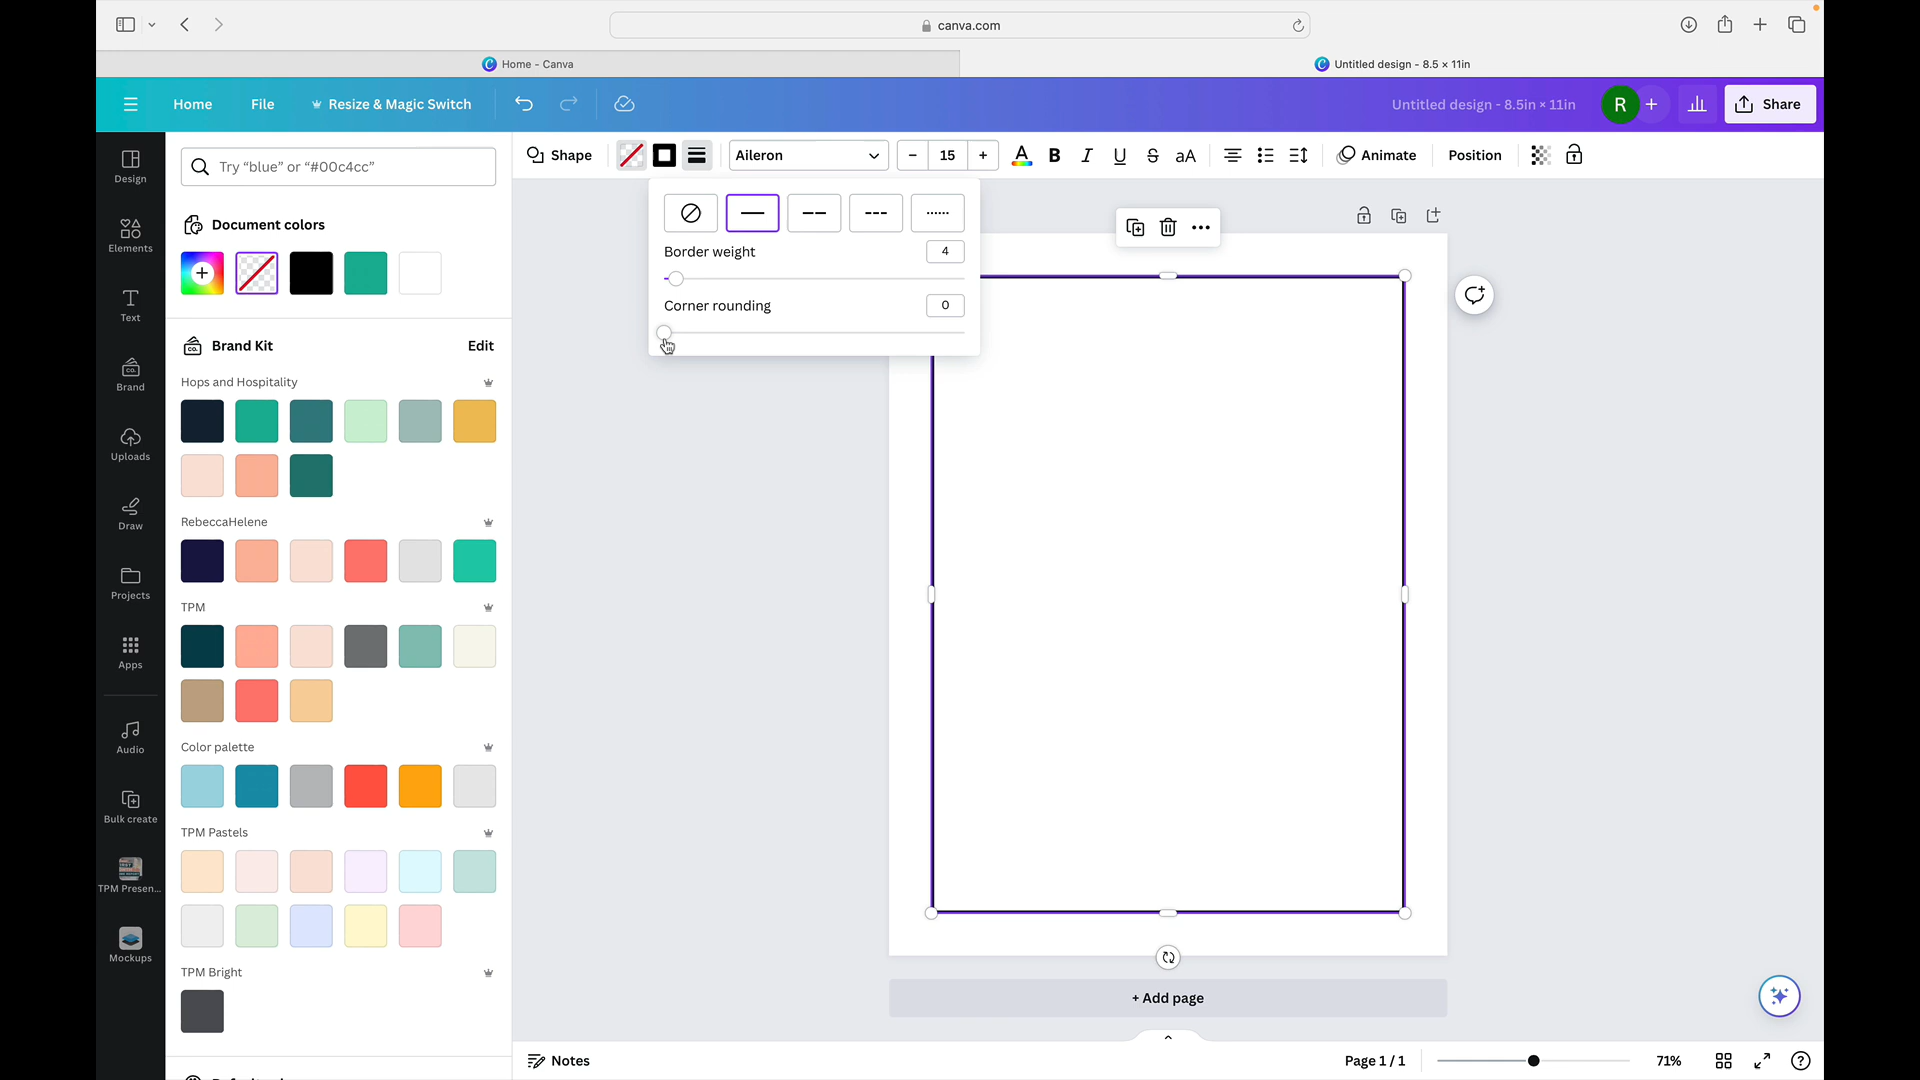 canva.com
Home - Canva
Untitled design - 8.5 × 11in
Home
File
Resize & Magic Switch
Untitled design - 8.5in × 11in
R
Share
Design
Elements
Text
Brand
Uploads
Draw
Projects
Apps
Audio
Bulk create
TPM Presen...
Mockups
Try “blue” or “#00c4cc”
Document colors
Brand Kit
Edit
Hops and Hospitality
RebeccaHelene
TPM
Color palette
TPM Pastels
TPM Bright
Shape
Aileron
15
B
I
U
S
aA
Animate
Position
Border weight
4
Corner rounding
0
+ Add page
Notes
Page 1 / 1
71%